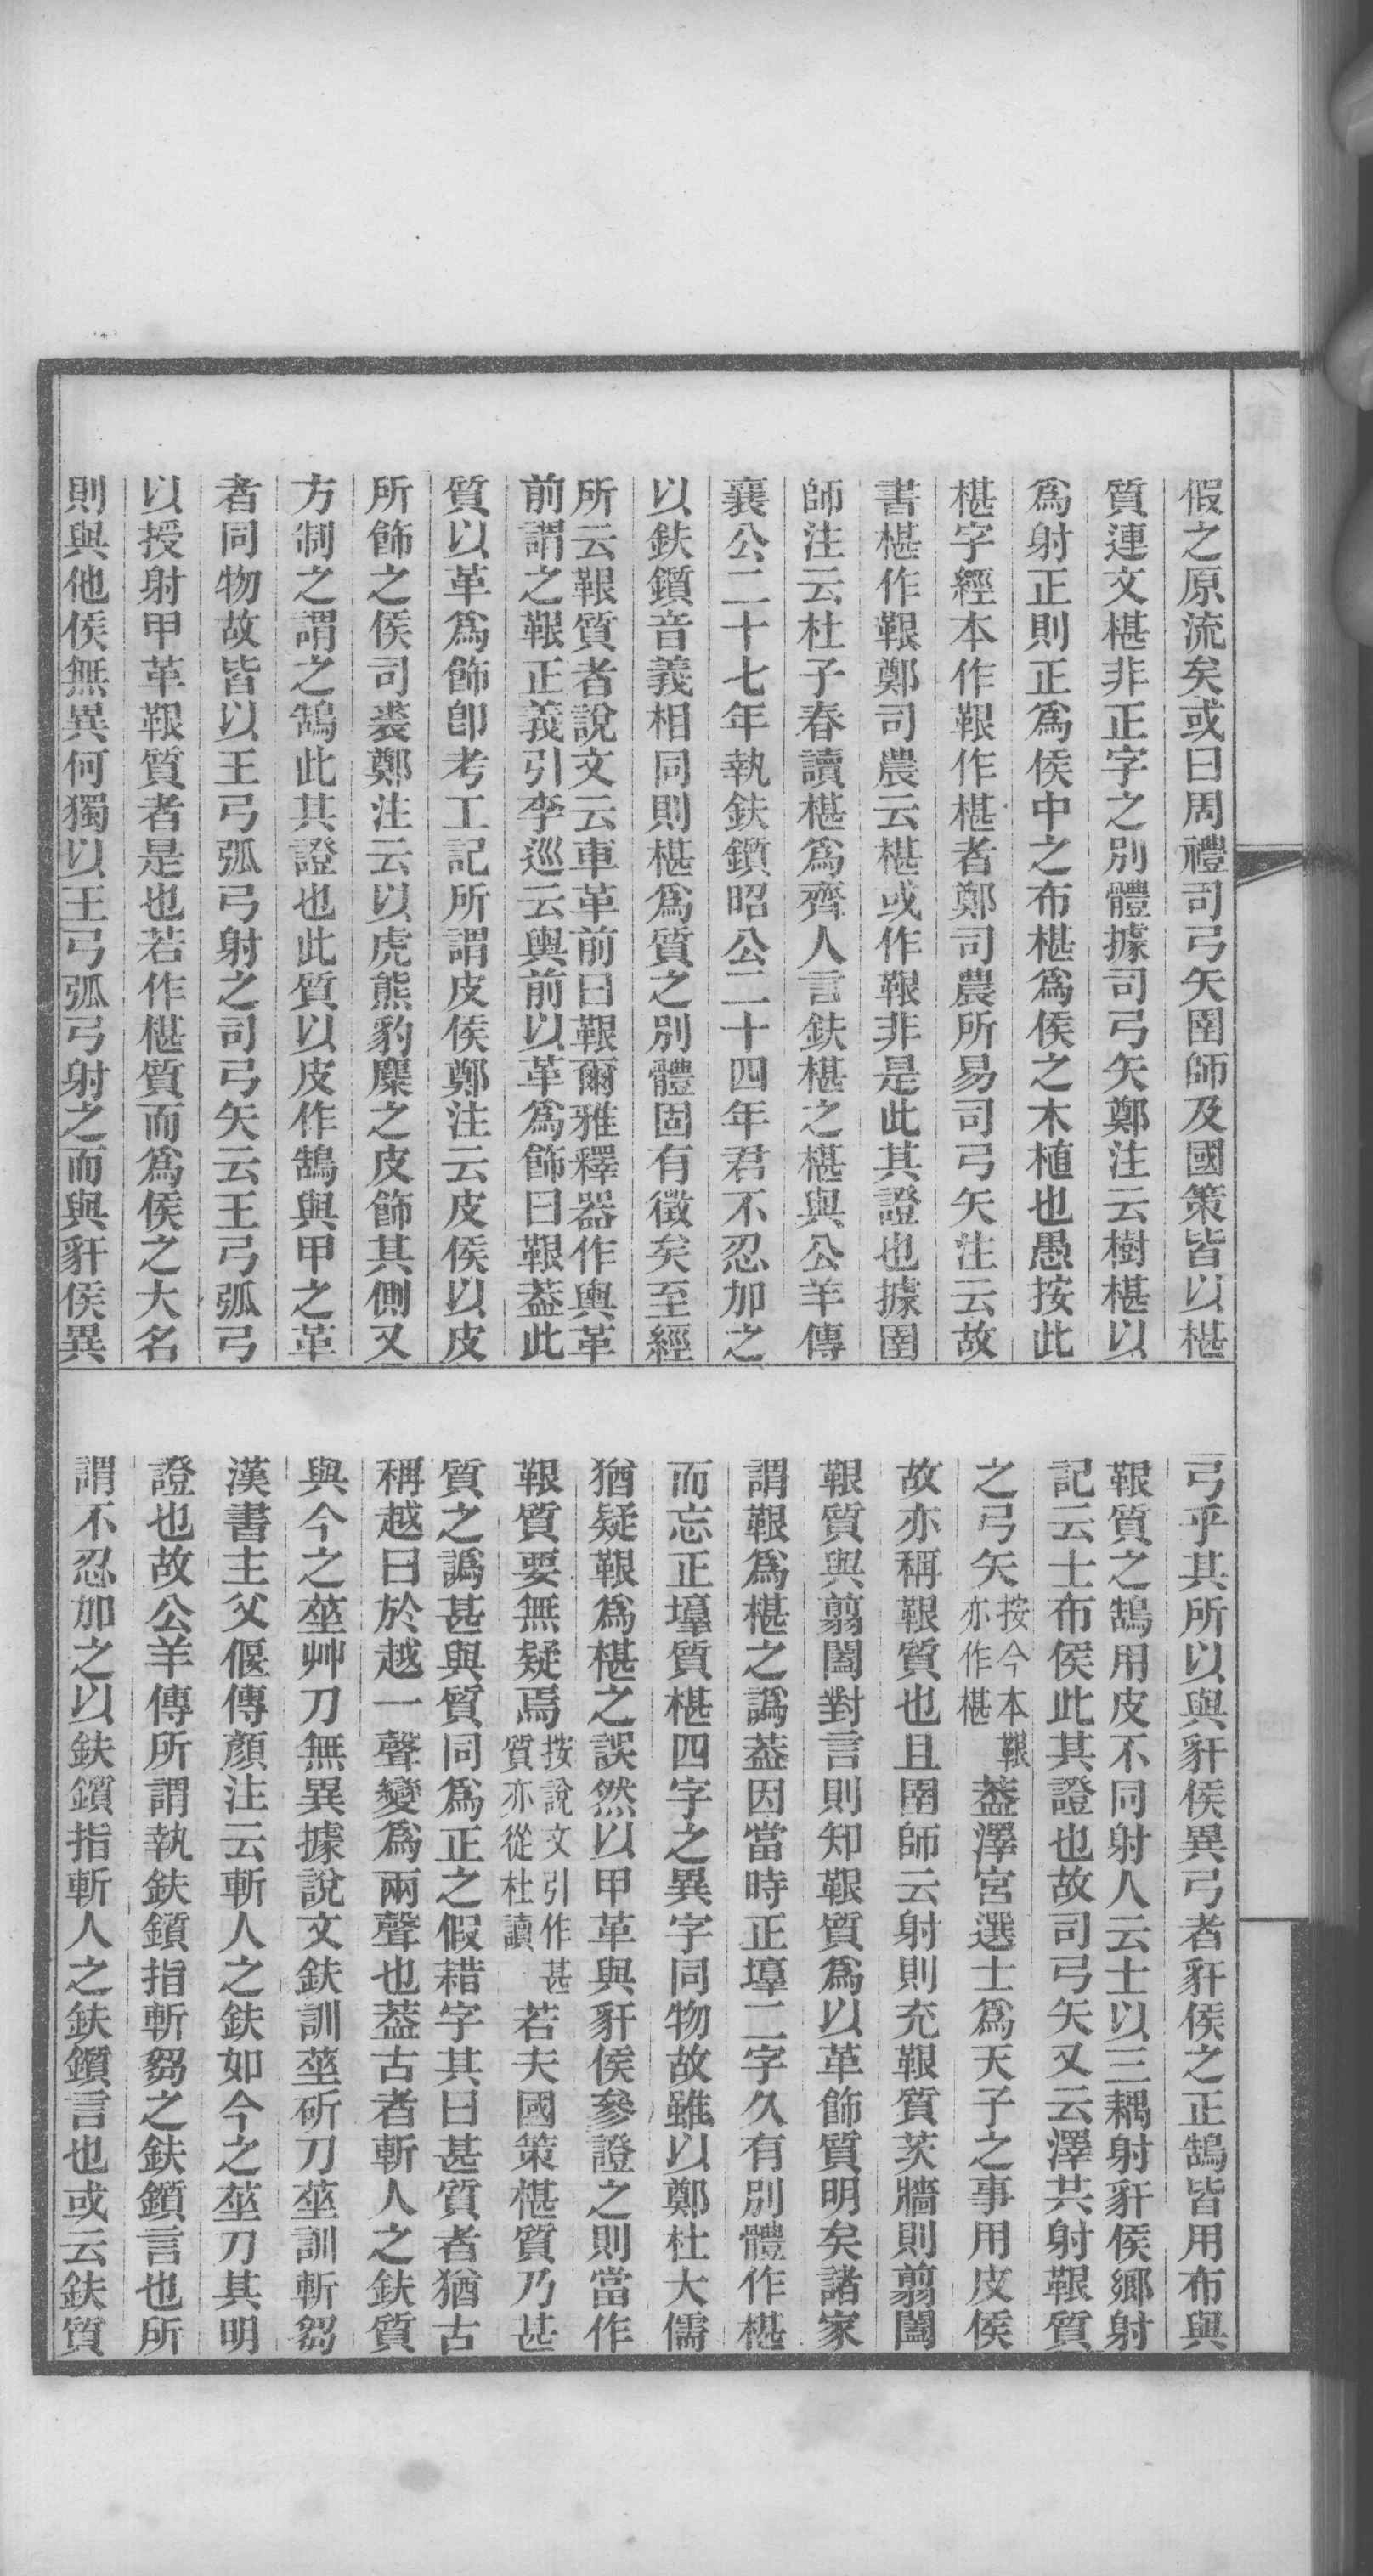 假之原流矣或曰周禮司弓矢圉師及國策皆以椹
質連文椹非正字之別體據司弓矢鄭注云樹椹以
爲射正則正爲侯中之布椹爲侯之木植也愚按此
椹字經本作鞎作椹者鄭司農所易司弓矢注云故
書椹作鞎鄭司農云椹或作鞎非是此其證也據圉
師注云杜子春讀椹爲齊人言鈇椹之椹與公羊傳
襄公二十七年執鈇鑕昭公二十四年君不忍加之
以鈇鑕音義相同則椹爲質之別體固有徵矣至經
所云鞎質者說文云車革前曰鞎爾雅釋器作輿革
前謂之鞎正義引李巡云輿前以革爲飾曰鞎葢此
質以革爲飾卽考工記所謂皮侯鄭注云皮侯以皮
所飾之侯司裘鄭注云以虎熊豹麋之皮飾其側又
方制之謂之鵠此其證也此質以皮作鵠與甲之革
者同物故皆以王弓弧弓射之司弓矢云王弓弧弓
以授射甲革鞎質者是也若作椹質而爲侯之大名
則與他侯無異何獨以王弓弧弓射之而與豻侯異
弓乎其所以與豻侯異弓者豻侯之正鵠皆用布與
鞎質之鵠用皮不同射人云士以三耦射豻侯鄉射
記云士布侯此其證也故司弓矢又云澤共射鞎質
之弓矢按今本鞎亦作椹葢澤宮選士爲天子之事用皮侯
故亦稱鞎質也且圉師云射則充鞎質茨牆則翦闔
鞎質與翦闔對言則知鞎質爲以革飾質明矣諸家
謂鞎爲椹之譌葢因當時正𡐨二字久有別體作椹
而忘正𡐨質椹四字之異字同物故雖以鄭杜大儒
猶疑鞎爲椹之誤然以甲革與豻侯參證之則當作
鞎質要無疑焉按說文引作甚質亦從杜讀若夫國策椹質乃甚
質之譌甚與質同爲正之假耤字其曰甚質者猶古
稱越曰於越一聲變爲兩聲也葢古者斬人之鈇質
與今之莝艸刀無異據說文鈇訓莝斫刀莝訓斬芻
漢書主父偃傳顏注云斬人之鈇如今之莝刀其明
證也故公羊傳所謂執鈇鑕指斬芻之鈇鑕言也所
謂不忍加之以鈇鑕指斬人之鈇鑕言也或云鈇質